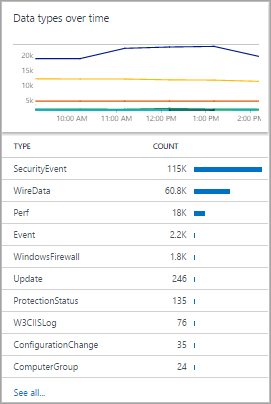 Data types over time
20k
15k
10k
5k
10:00 AM 11:00 AM 12:00 PM 1:00 PM 2:00 PM
TYPE COUNT
SecurityEvent 115K
WireData 60.8K
Perf 18K
Event 2.2K
WindowsFirewall 1.8K
Update 246
ProtectionStatus 135
W3CIISLog 76
ConfigurationChange 35
ComputerGroup 24
See all...